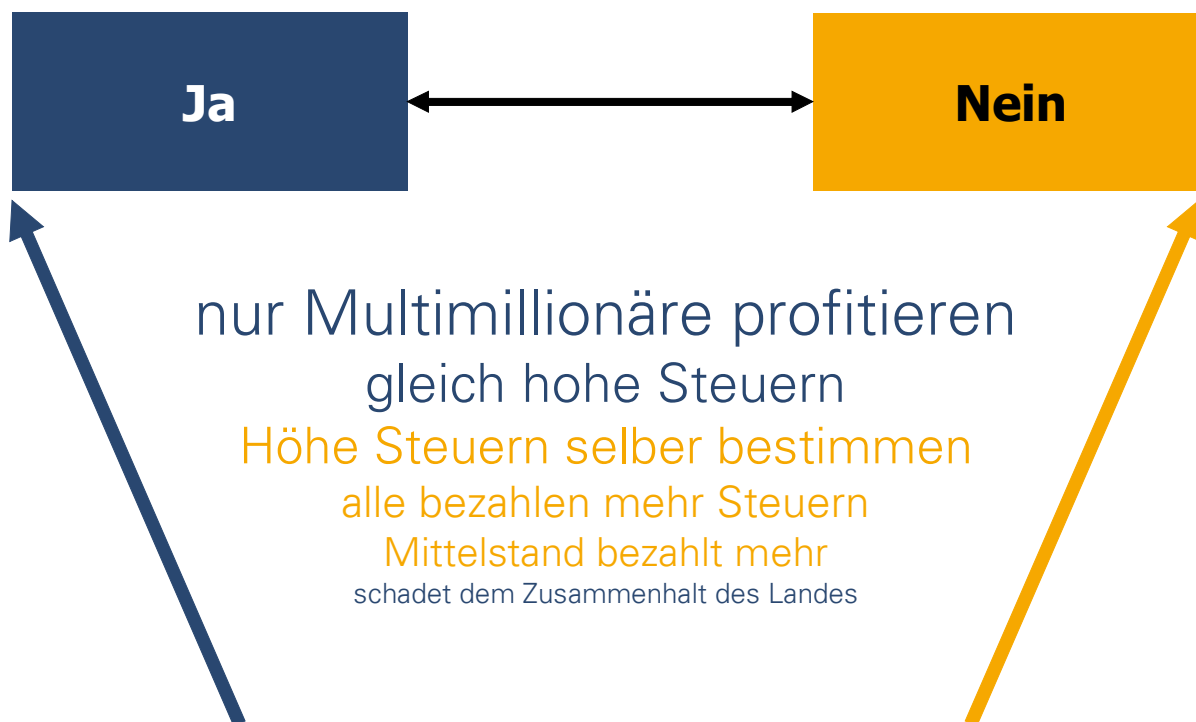 Ja
Nein
nur Multimillionäre profitieren
gleich hohe Steuern
Höhe Steuern selber bestimmen
alle bezahlen mehr Steuern
Mittelstand bezahlt mehr
schadet dem Zusammenhalt des Landes